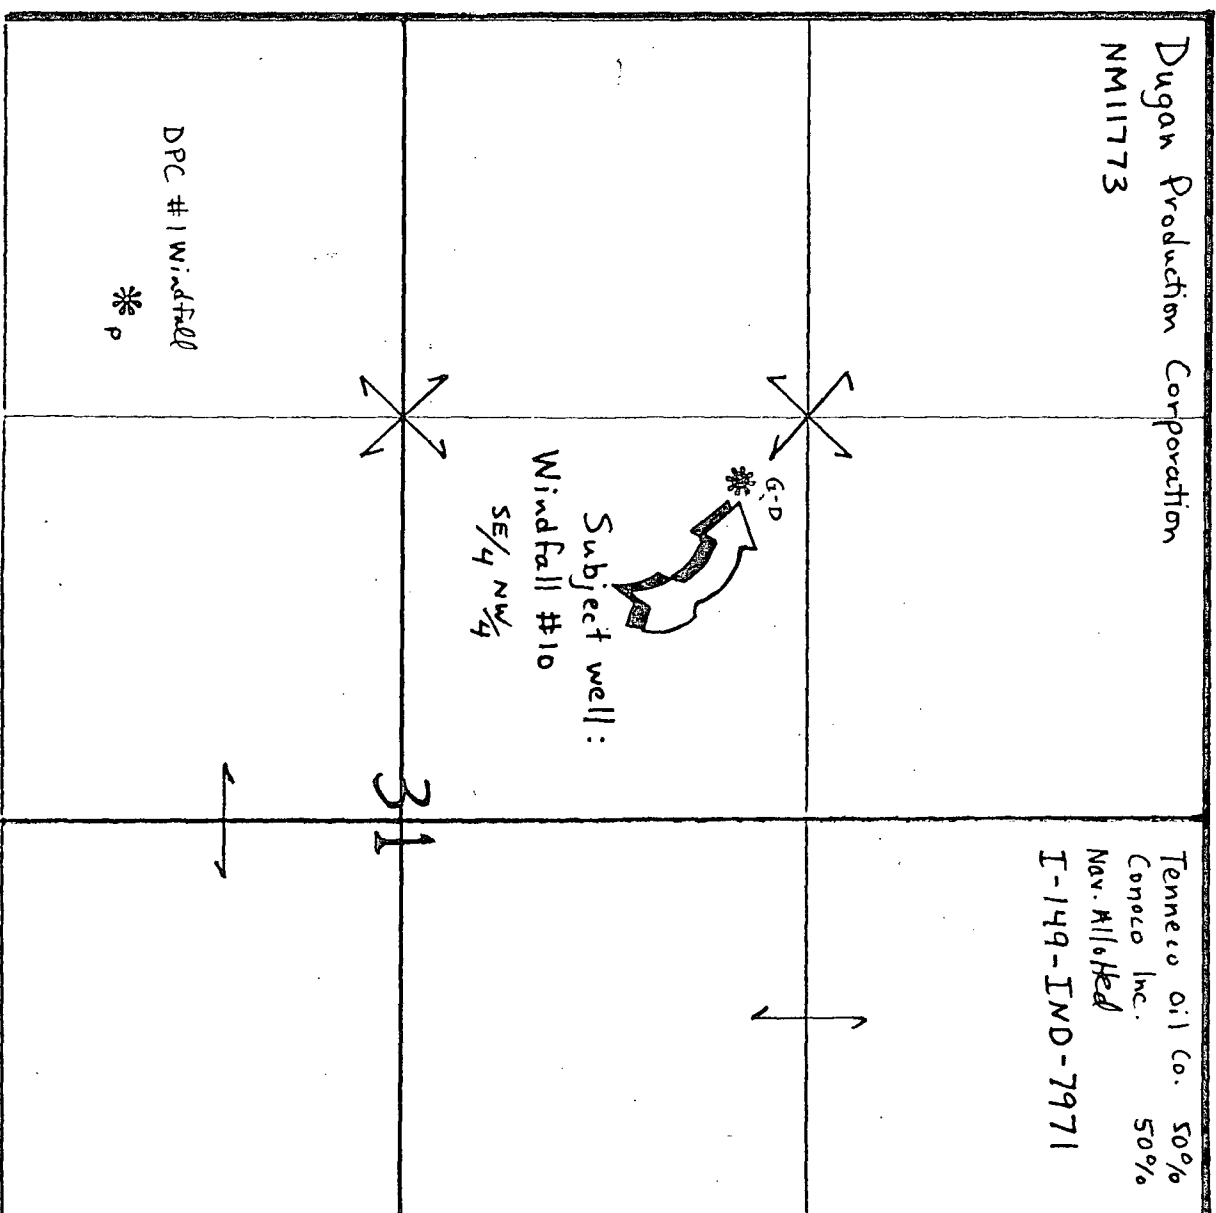 Dugan Production Corporation
NM11773
Tenneco Oil Co. 50%
Conoco Inc. 50%
Nav. Allotted
I-149-IND-7971
G-D
Subject well:
Windfall #10
SE/4 NW/4
31
DPC #1 Windfall
P